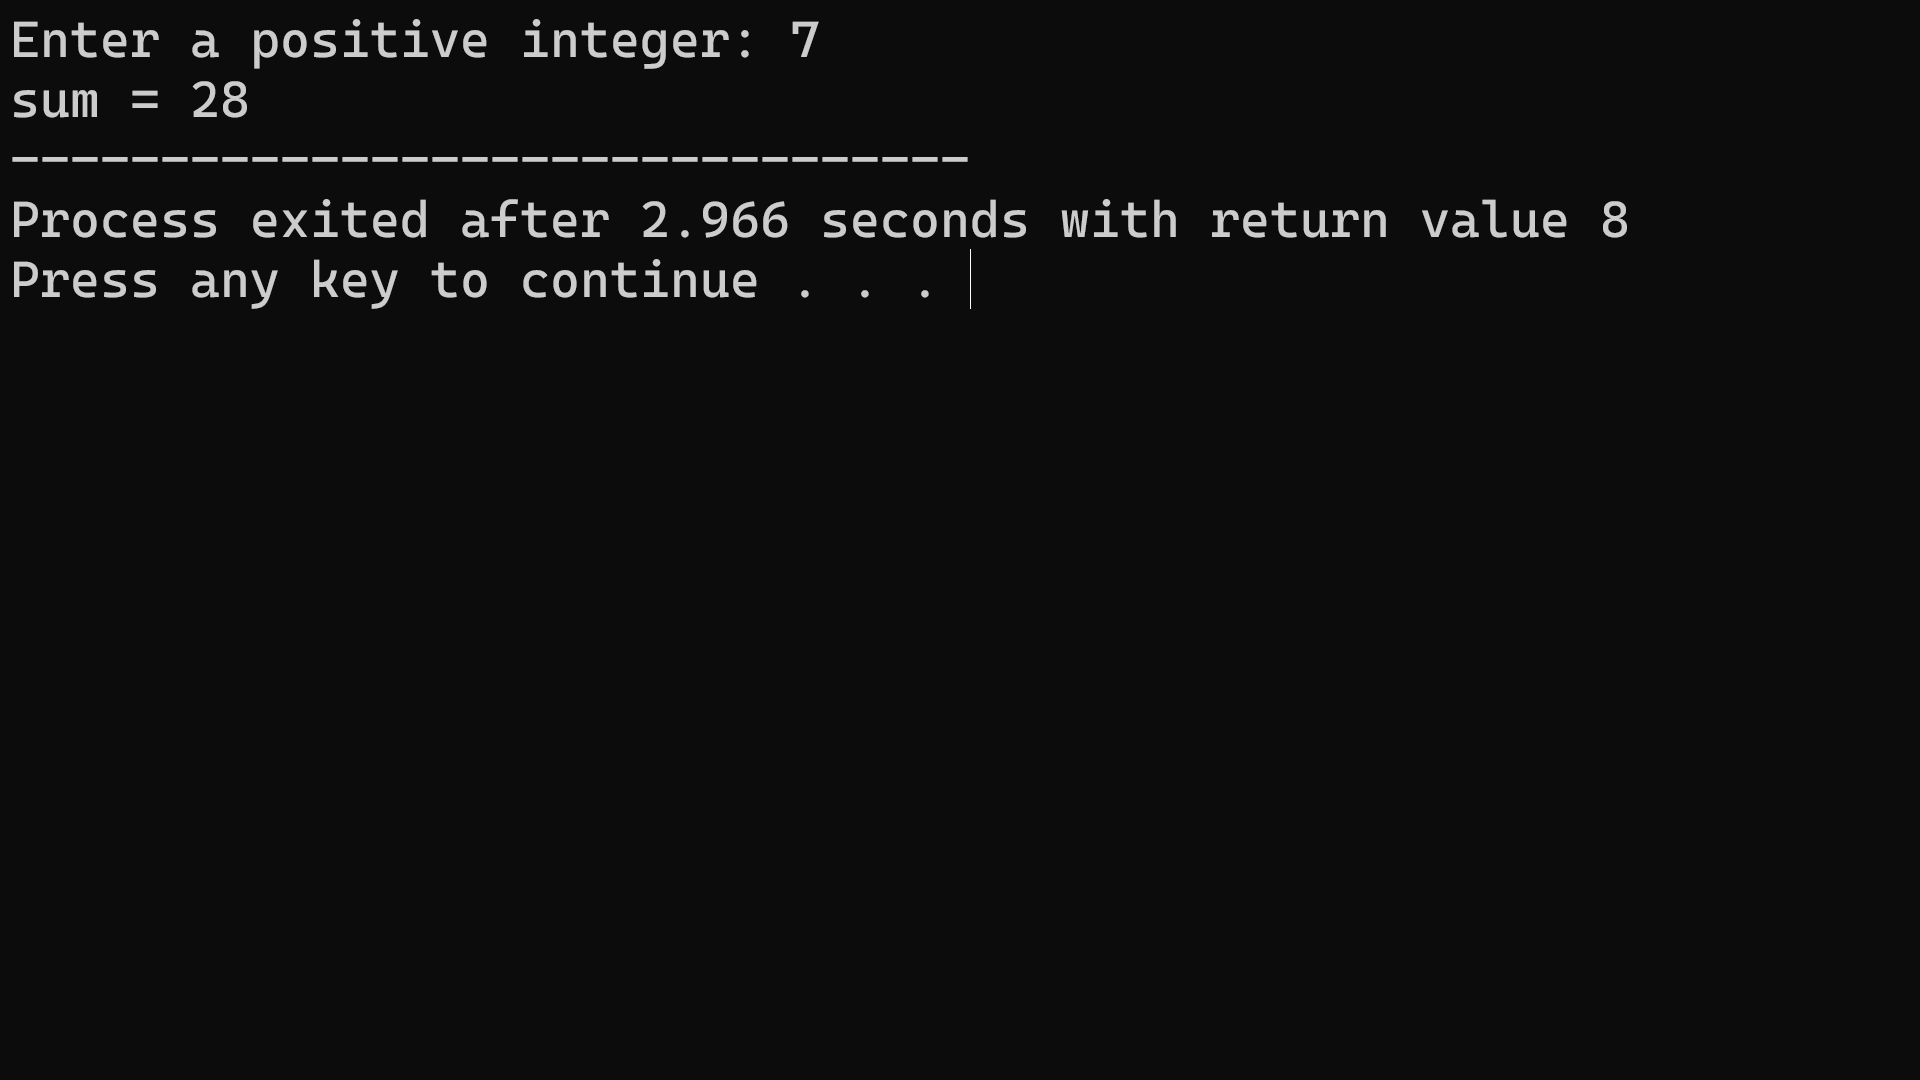 Enter a positive integer: 7
sum = 28
--------------------------------
Process exited after 2.966 seconds with return value 8
Press any key to continue . . .